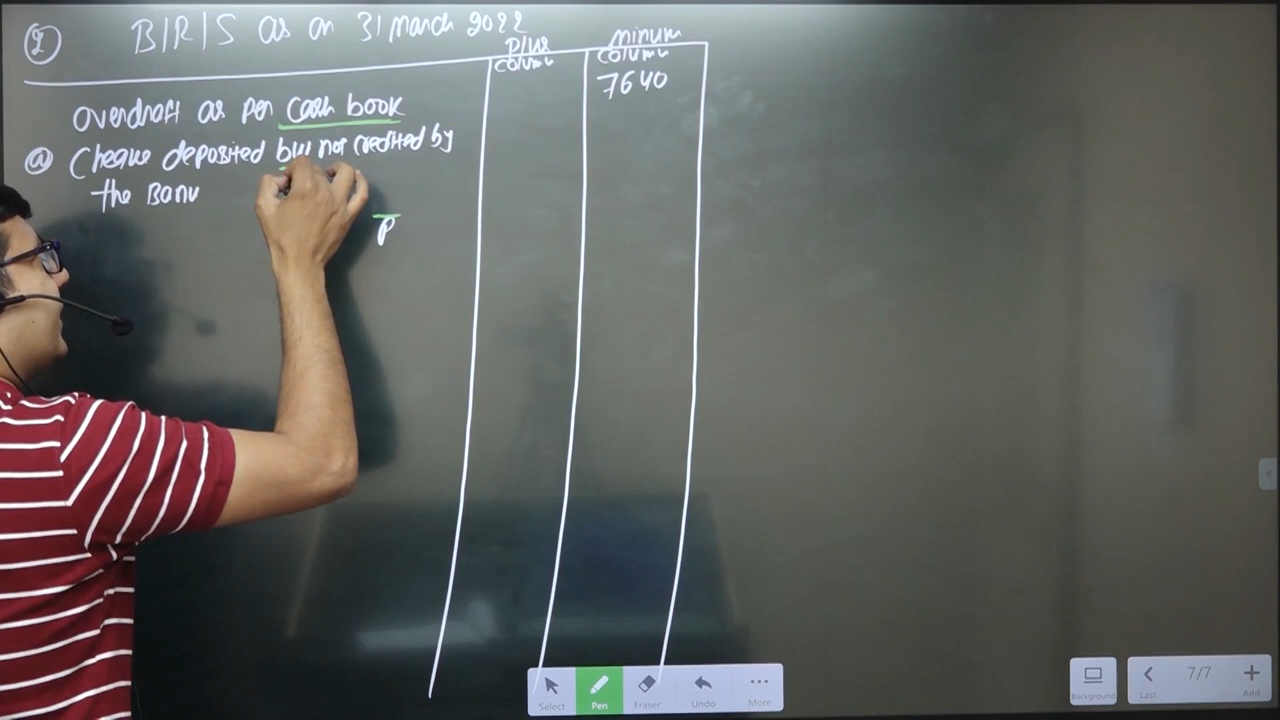 2 B/R/S as on 31 March 2022
Plus column
minus column
overdraft as per cash book
7640
a Cheque deposited but not credited by
the Bank
P
Select
Pen
Eraser
Undo
More
Background
Last
7/7
Add